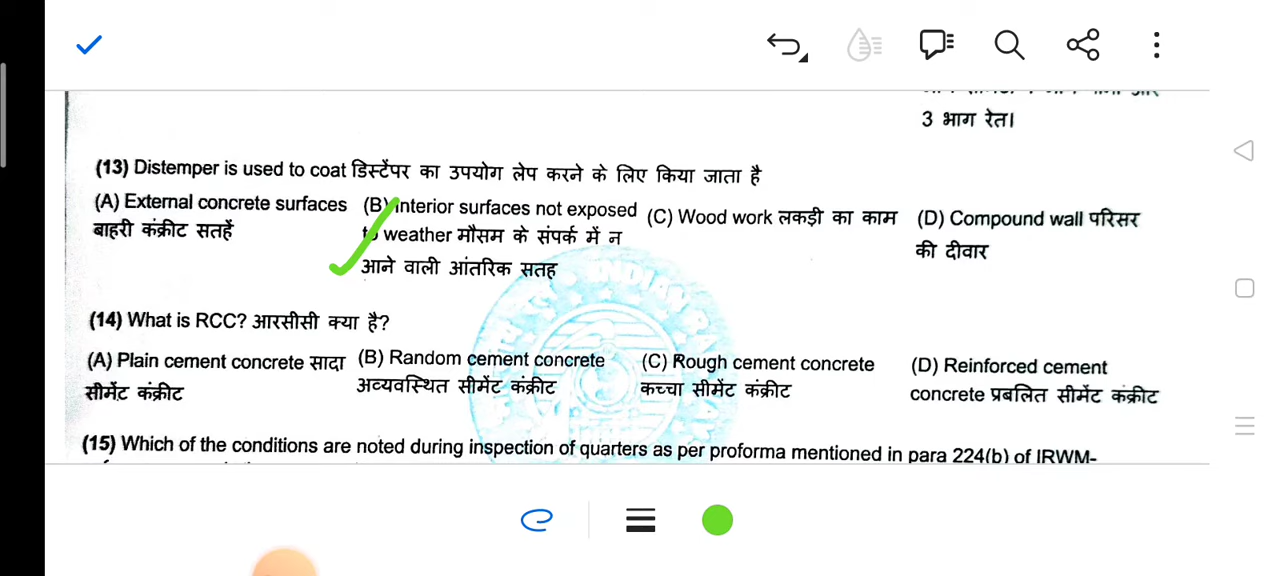 3 भाग रेत।
(13) Distemper is used to coat डिस्टेंपर का उपयोग लेप करने के लिए किया जाता है
(A) External concrete surfaces
बाहरी कंक्रीट सतहें
(B) Interior surfaces not exposed
to weather मौसम के संपर्क में न
आने वाली आंतरिक सतह
(C) Wood work लकड़ी का काम
(D) Compound wall परिसर
की दीवार
(14) What is RCC? आरसीसी क्या है?
(A) Plain cement concrete सादा
सीमेंट कंक्रीट
(B) Random cement concrete
अव्यवस्थित सीमेंट कंक्रीट
(C) Rough cement concrete
कच्चा सीमेंट कंक्रीट
(D) Reinforced cement
concrete प्रबलित सीमेंट कंक्रीट
(15) Which of the conditions are noted during inspection of quarters as per proforma mentioned in para 224(b) of IRWM-
INDIAN